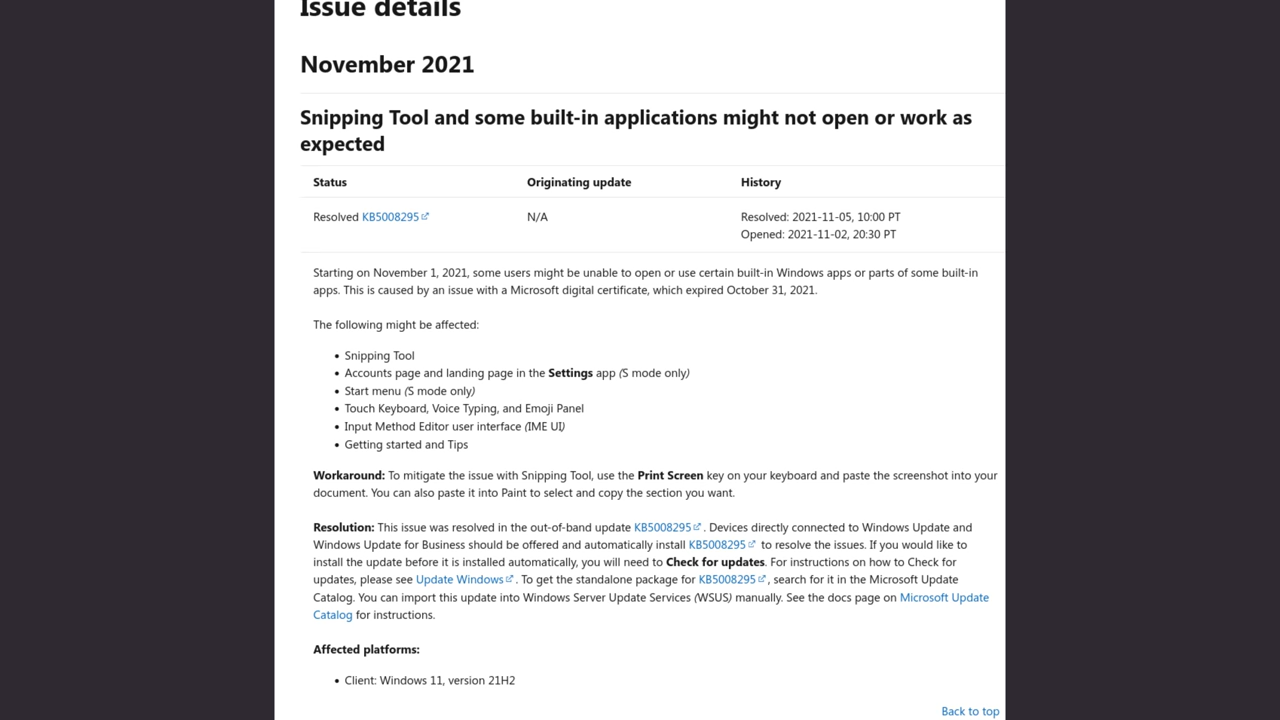 Issue details
November 2021
Snipping Tool and some built-in applications might not open or work as
expected
Status Originating update History
Resolved KB5008295 N/A Resolved: 2021-11-05, 10:00 PT
Opened: 2021-11-02, 20:30 PT
Starting on November 1, 2021, some users might be unable to open or use certain built-in Windows apps or parts of some built-in
apps. This is caused by an issue with a Microsoft digital certificate, which expired October 31, 2021.
The following might be affected:
• Snipping Tool
• Accounts page and landing page in the Settings app (S mode only)
• Start menu (S mode only)
• Touch Keyboard, Voice Typing, and Emoji Panel
• Input Method Editor user interface (IME UI)
• Getting started and Tips
Workaround: To mitigate the issue with Snipping Tool, use the Print Screen key on your keyboard and paste the screenshot into your
document. You can also paste it into Paint to select and copy the section you want.
Resolution: This issue was resolved in the out-of-band update KB5008295 . Devices directly connected to Windows Update and
Windows Update for Business should be offered and automatically install KB5008295 to resolve the issues. If you would like to
install the update before it is installed automatically, you will need to Check for updates. For instructions on how to Check for
updates, please see Update Windows . To get the standalone package for KB5008295 , search for it in the Microsoft Update
Catalog. You can import this update into Windows Server Update Services (WSUS) manually. See the docs page on Microsoft Update
Catalog for instructions.
Affected platforms:
• Client: Windows 11, version 21H2
Back to top